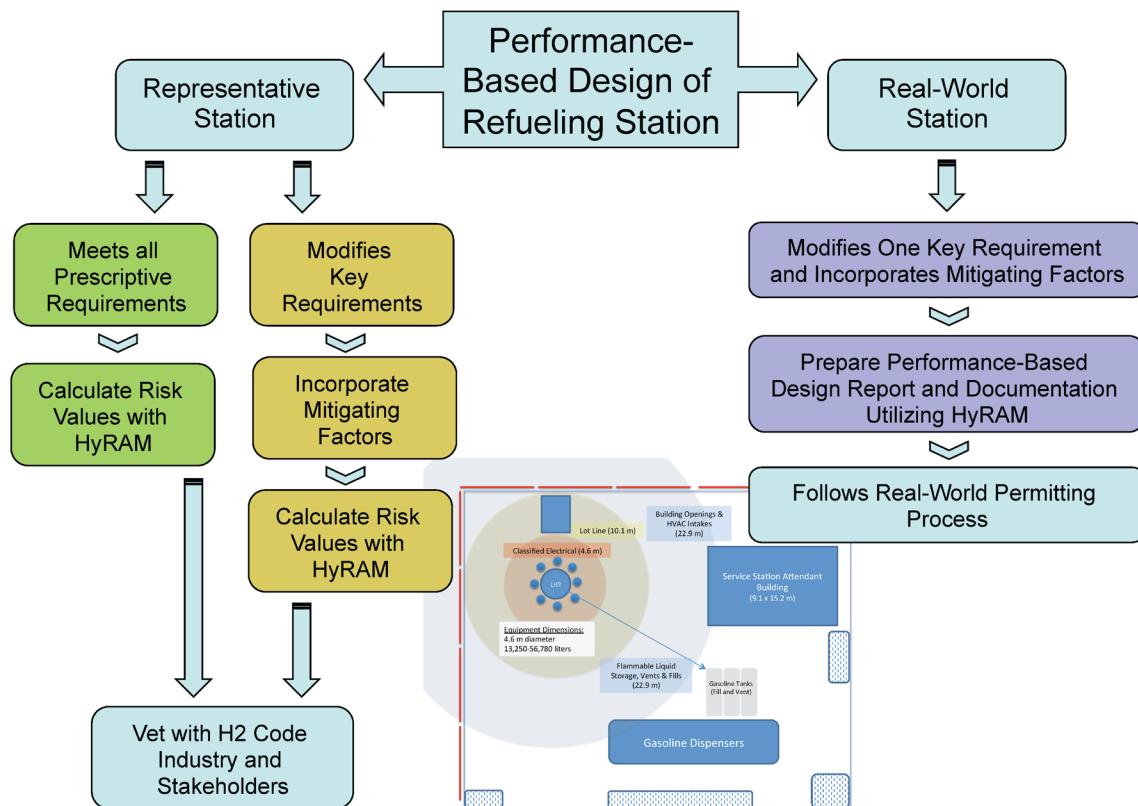 Performance-
Based Design of
Refueling Station
Representative
Station
Real-World
Station
Meets all
Prescriptive
Requirements
Modifies
Key
Requirements
Modifies One Key Requirement
and Incorporates Mitigating Factors
Calculate Risk
Values with
HyRAM
Incorporate
Mitigating
Factors
Prepare Performance-Based
Design Report and Documentation
Utilizing HyRAM
Calculate Risk
Values with
HyRAM
Follows Real-World Permitting
Process
Vet with H2 Code
Industry and
Stakeholders
Lot Line (10.1 m)
Building Openings &
HVAC Intakes
(22.9 m)
Classified Electrical (4.6 m)
LH2
Service Station Attendant
Building
(9.1 x 15.2 m)
Equipment Dimensions:
4.6 m diameter
13,250-56,780 liters
Flammable Liquid
Storage, Vents & Fills
(22.9 m)
Gasoline Tanks
(Fill and Vent)
Gasoline Dispensers